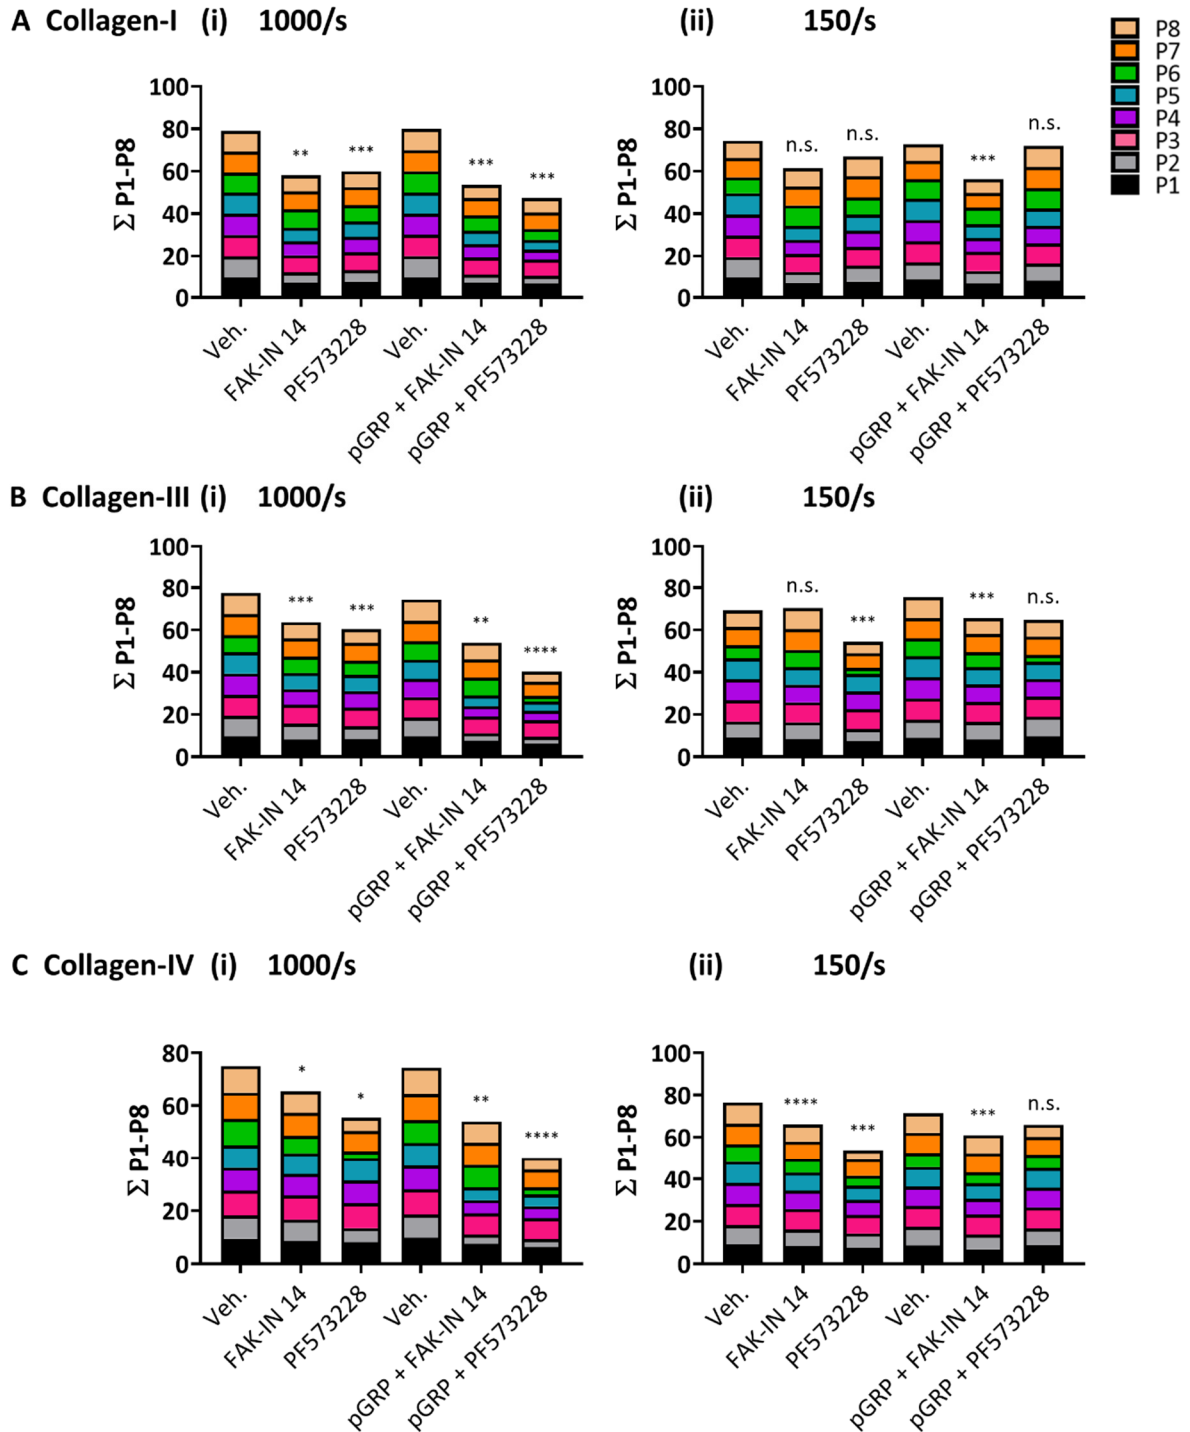 A Collagen-I (i) 1000/s (ii) 150/s
P8
P7
P6
P5
P4
P3
P2
P1
∑ P1-P8
100
80
60
40
20
0
** *** *** ***
Veh. FAK-IN 14 PF573228 Veh. pGRP + FAK-IN 14 pGRP + PF573228
∑ P1-P8
100
80
60
40
20
0
n.s. n.s. *** n.s.
Veh. FAK-IN 14 PF573228 Veh. pGRP + FAK-IN 14 pGRP + PF573228
B Collagen-III (i) 1000/s (ii) 150/s
∑ P1-P8
100
80
60
40
20
0
*** *** ** ****
Veh. FAK-IN 14 PF573228 Veh. pGRP + FAK-IN 14 pGRP + PF573228
∑ P1-P8
100
80
60
40
20
0
n.s. *** *** n.s.
Veh. FAK-IN 14 PF573228 Veh. pGRP + FAK-IN 14 pGRP + PF573228
C Collagen-IV (i) 1000/s (ii) 150/s
∑ P1-P8
80
60
40
20
0
* * ** ****
Veh. FAK-IN 14 PF573228 Veh. pGRP + FAK-IN 14 pGRP + PF573228
∑ P1-P8
100
80
60
40
20
0
**** *** *** n.s.
Veh. FAK-IN 14 PF573228 Veh. pGRP + FAK-IN 14 pGRP + PF573228